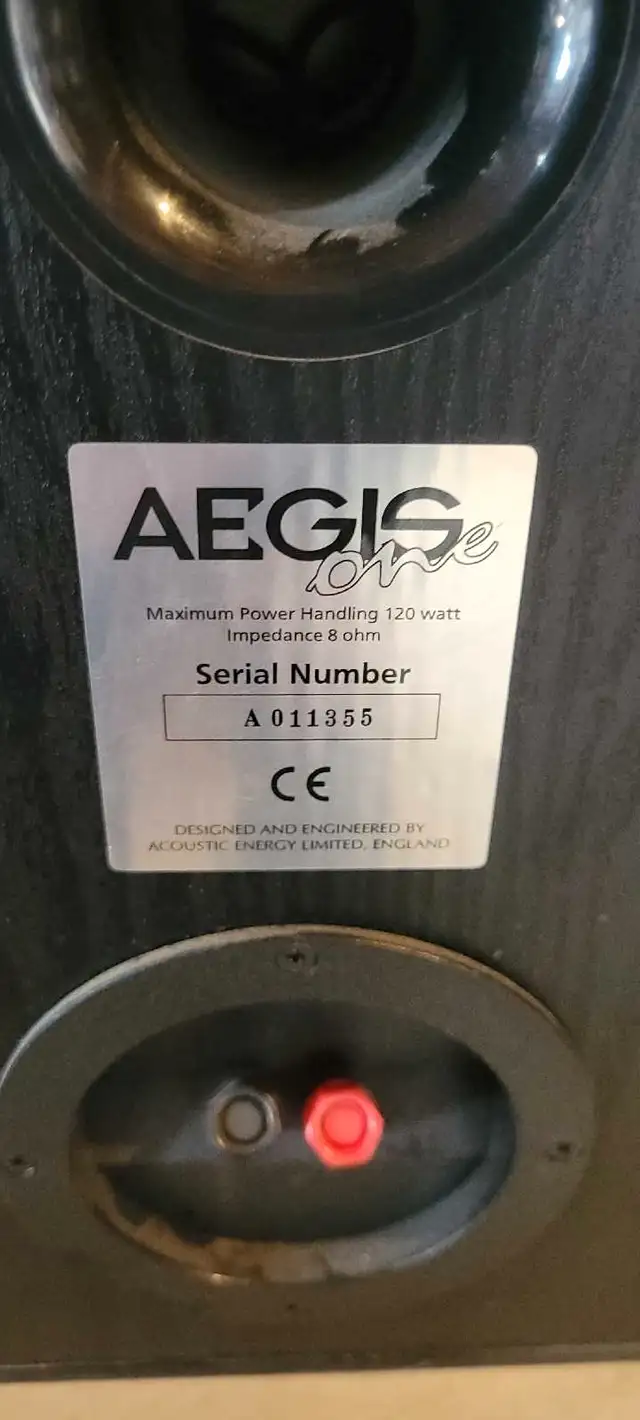 AEGIS
one
Maximum Power Handling 120 watt
Impedance 8 ohm
Serial Number
A 011355
CE
DESIGNED AND ENGINEERED BY
ACOUSTIC ENERGY LIMITED, ENGLAND